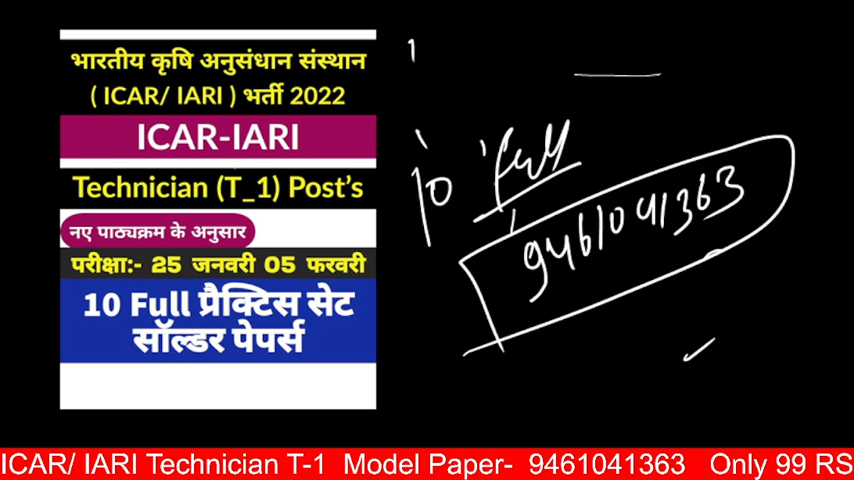 भारतीय कृषि अनुसंधान संस्थान
( ICAR/ IARI ) भर्ती 2022
ICAR-IARI
Technician (T_1) Post’s
नए पाठ्यक्रम के अनुसार
परीक्षा:- 25 जनवरी 05 फरवरी
10 Full प्रैक्टिस सेट
सॉल्डर पेपर्स
10 Full
9461041363
ICAR/ IARI Technician T-1 Model Paper- 9461041363 Only 99 RS